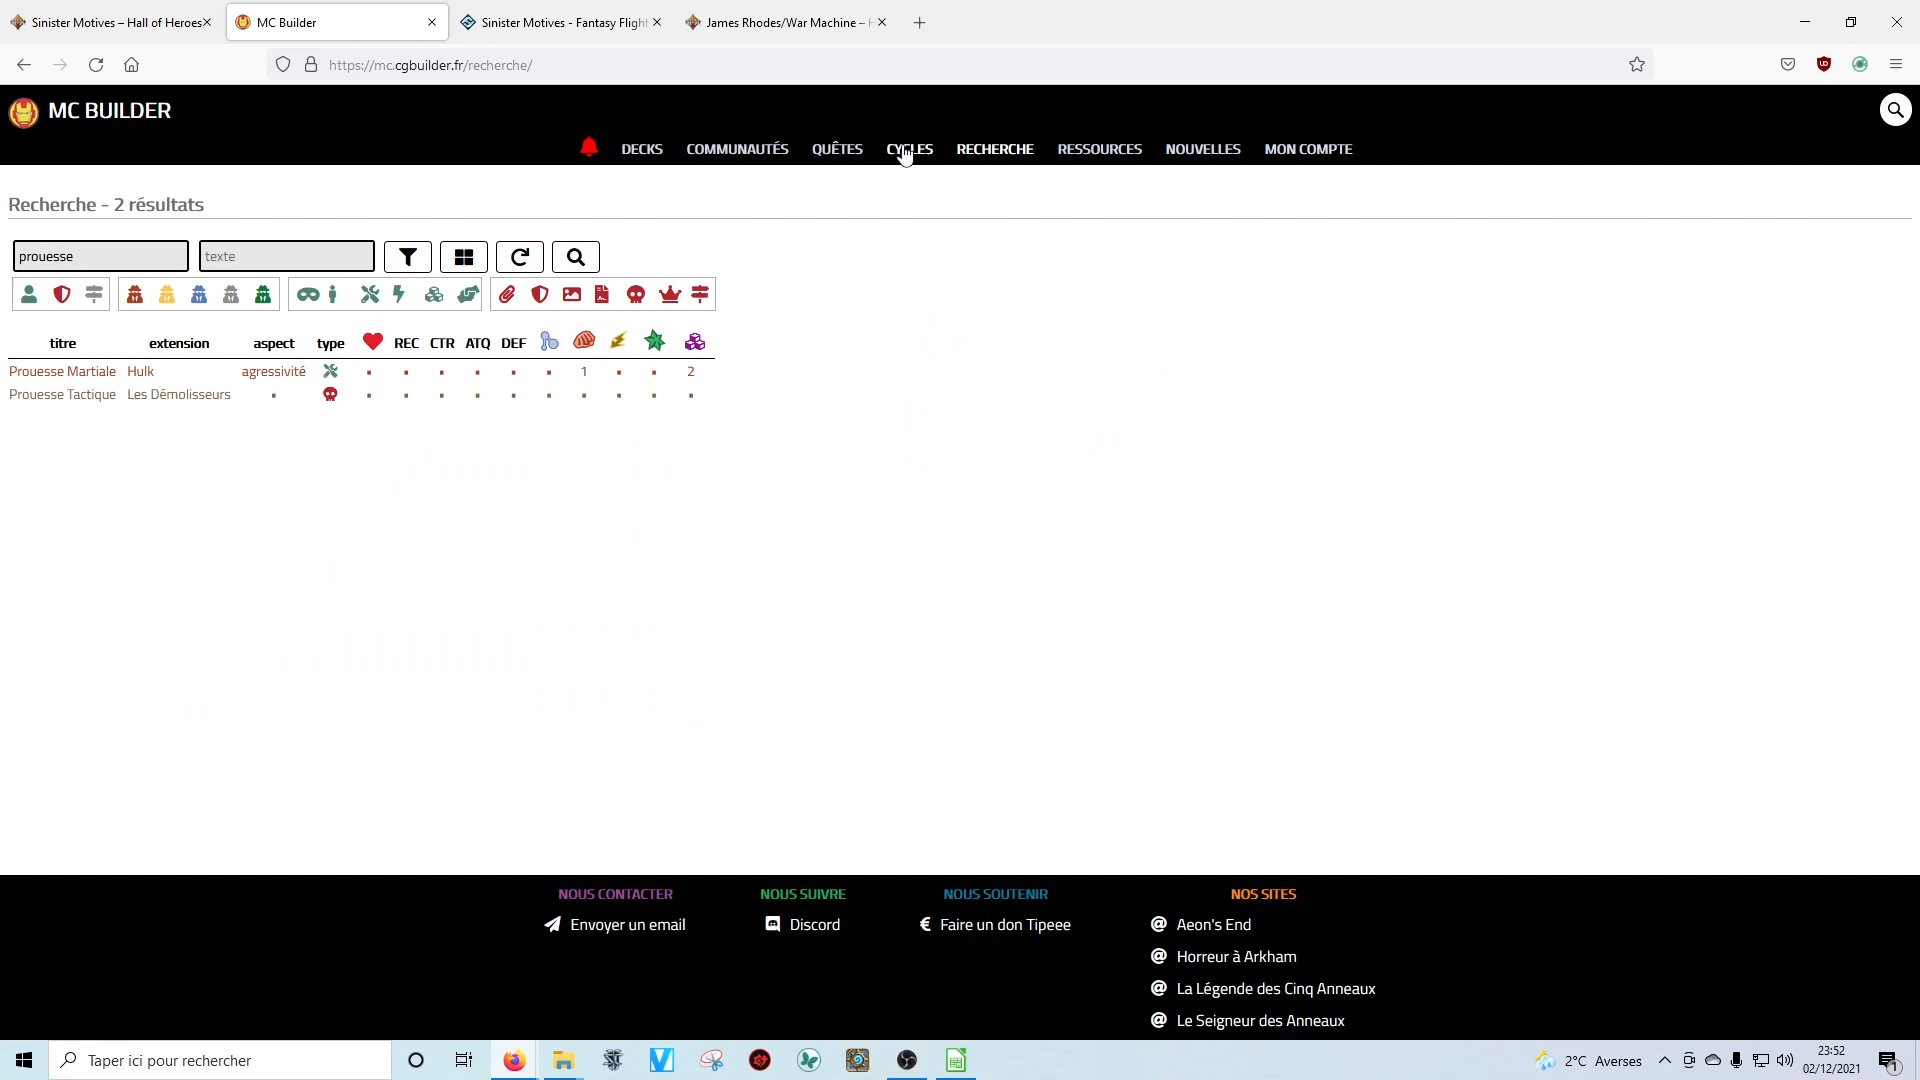 Sinister Motives – Hall of Heroes
MC Builder
Sinister Motives - Fantasy Flight
James Rhodes/War Machine – H
https://mc.cgbuilder.fr/recherche/
MC BUILDER
DECKS COMMUNAUTÉS QUÊTES CYCLES RECHERCHE RESSOURCES NOUVELLES MON COMPTE
Recherche - 2 résultats
prouesse texte
titre extension aspect type REC CTR ATQ DEF
Prouesse Martiale Hulk agressivité 1 2
Prouesse Tactique Les Démolisseurs
NOUS CONTACTER NOUS SUIVRE NOUS SOUTENIR NOS SITES
Envoyer un email Discord € Faire un don Tipeee @ Aeon's End
@ Horreur à Arkham
@ La Légende des Cinq Anneaux
@ Le Seigneur des Anneaux
Taper ici pour rechercher
2°C Averses
23:52
02/12/2021
1